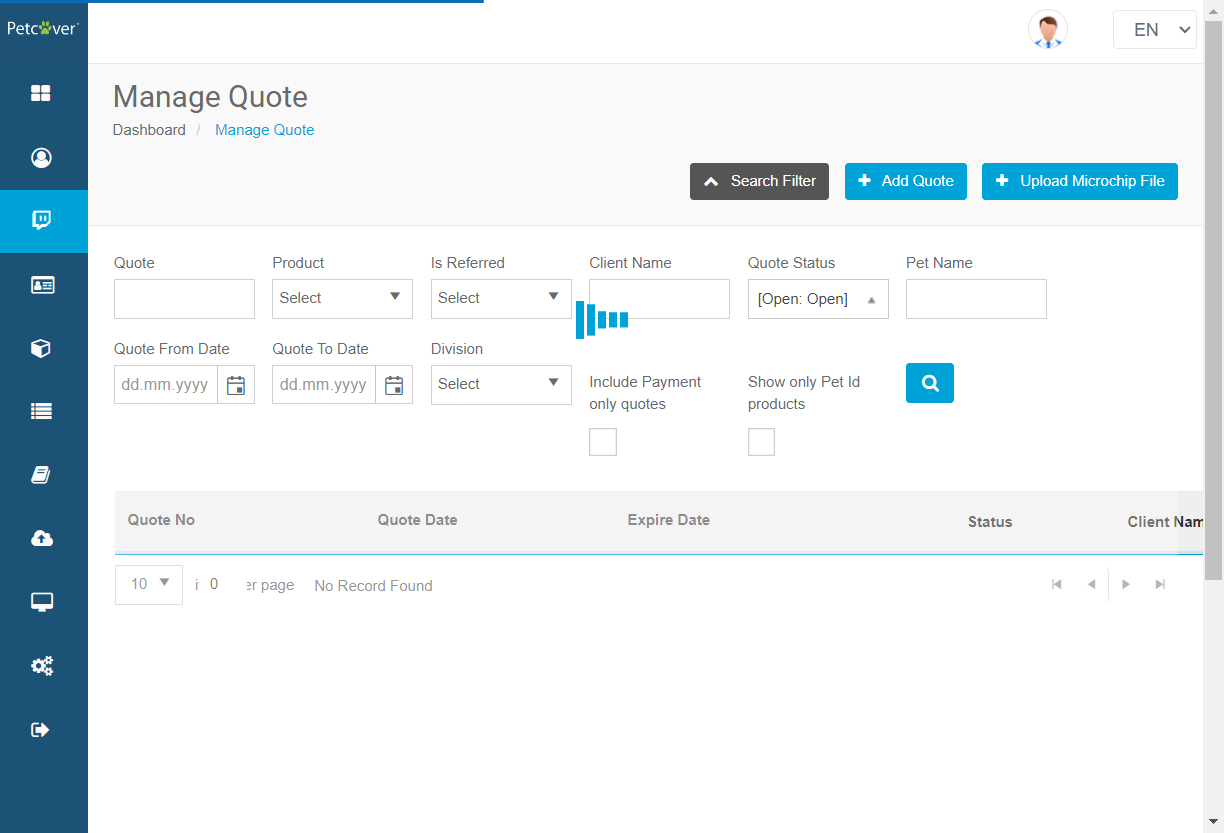 Petcover
EN
Manage Quote
Dashboard / Manage Quote
Search Filter
Add Quote
Upload Microchip File
Quote
Product
Is Referred
Client Name
Quote Status
Pet Name
Select
Select
[Open: Open]
Quote From Date
Quote To Date
Division
dd.mm.yyyy
dd.mm.yyyy
Select
Include Payment
only quotes
Show only Pet Id
products
Quote No
Quote Date
Expire Date
Status
Client Nam
10
i 0 er page
No Record Found